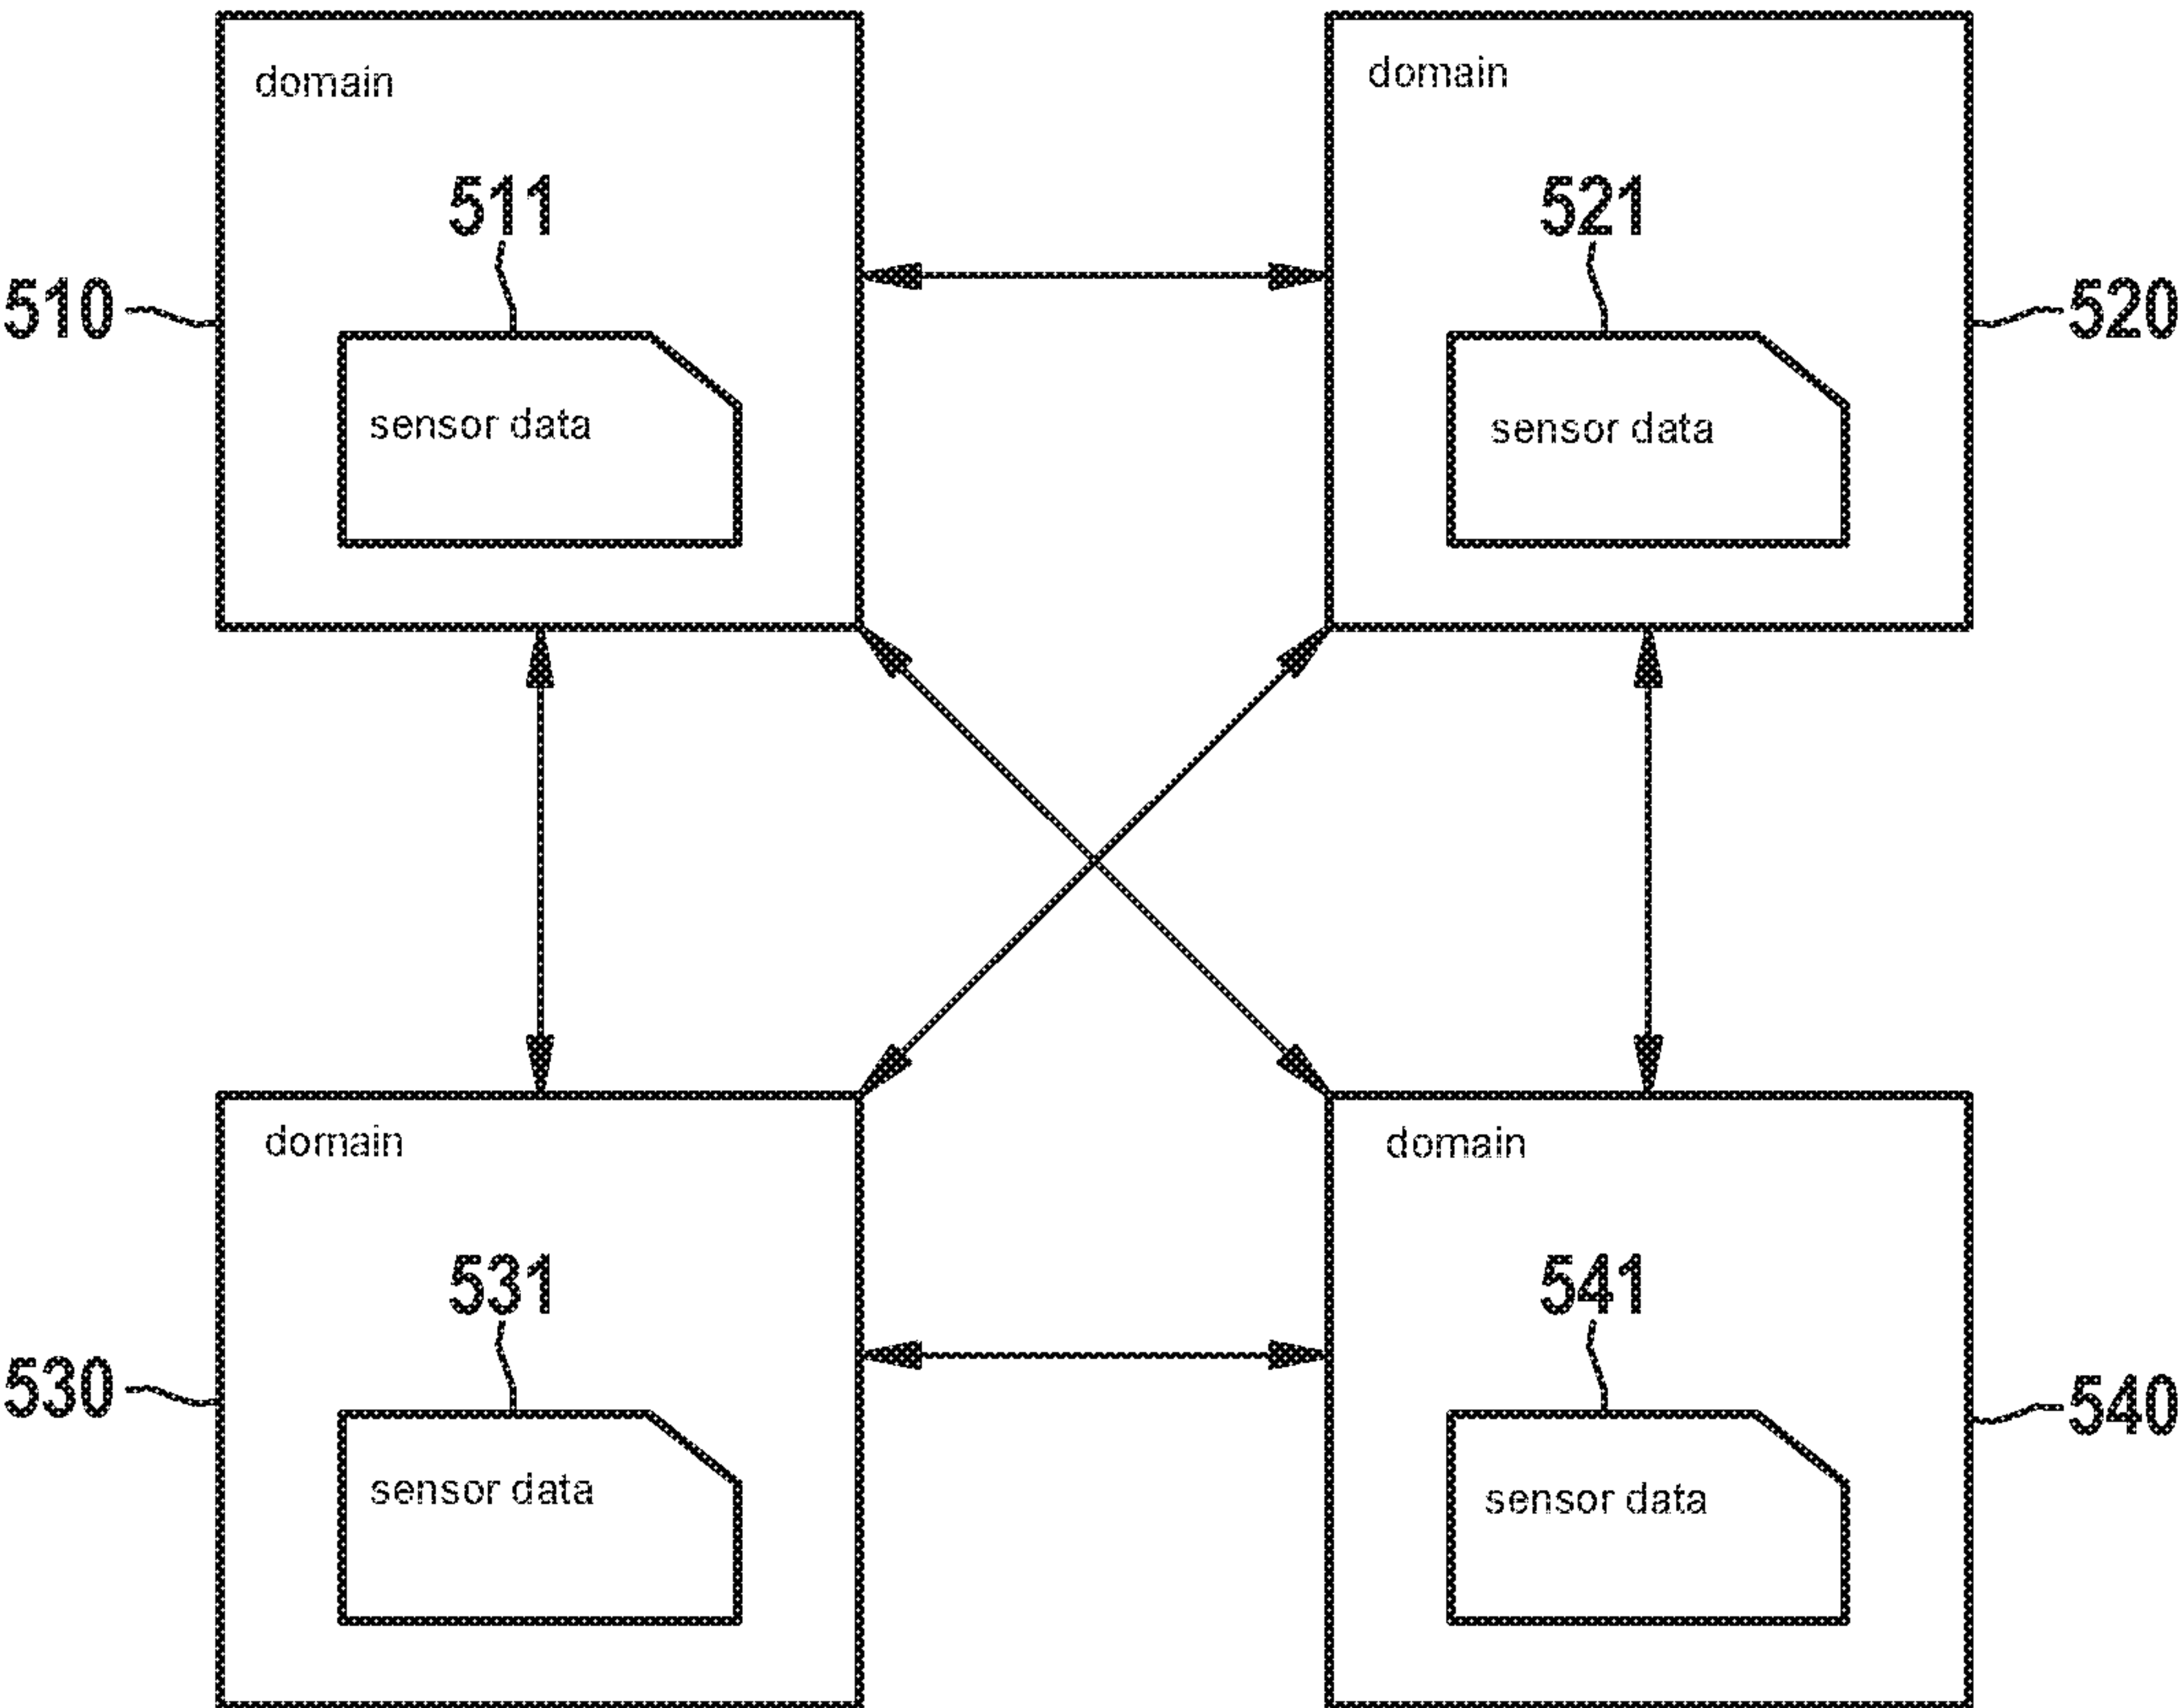 domain
domain
511
521
510
520
sensor data
sensor data
domain
domain
531
541
530
540
sensor data
sensor data